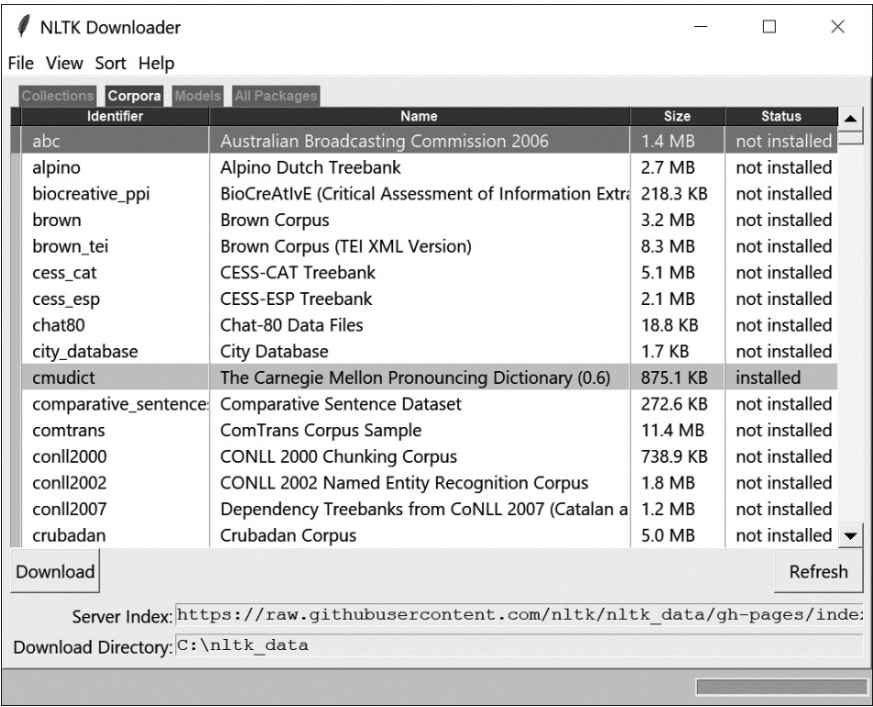 NLTK Downloader
File View Sort Help
Collections Corpora Models All Packages
Identifier Name Size Status
abc Australian Broadcasting Commission 2006 1.4 MB not installed
alpino Alpino Dutch Treebank 2.7 MB not installed
biocreative_ppi BioCreAtIvE (Critical Assessment of Information Extra 218.3 KB not installed
brown Brown Corpus 3.2 MB not installed
brown_tei Brown Corpus (TEI XML Version) 8.3 MB not installed
cess_cat CESS-CAT Treebank 5.1 MB not installed
cess_esp CESS-ESP Treebank 2.1 MB not installed
chat80 Chat-80 Data Files 18.8 KB not installed
city_database City Database 1.7 KB not installed
cmudict The Carnegie Mellon Pronouncing Dictionary (0.6) 875.1 KB installed
comparative_sentences Comparative Sentence Dataset 272.6 KB not installed
comtrans ComTrans Corpus Sample 11.4 MB not installed
conll2000 CONLL 2000 Chunking Corpus 738.9 KB not installed
conll2002 CONLL 2002 Named Entity Recognition Corpus 1.8 MB not installed
conll2007 Dependency Treebanks from CoNLL 2007 (Catalan a 1.2 MB not installed
crubadan Crubadan Corpus 5.0 MB not installed
Download Refresh
Server Index: https://raw.githubusercontent.com/nltk/nltk_data/gh-pages/inde
Download Directory: C:\nltk_data